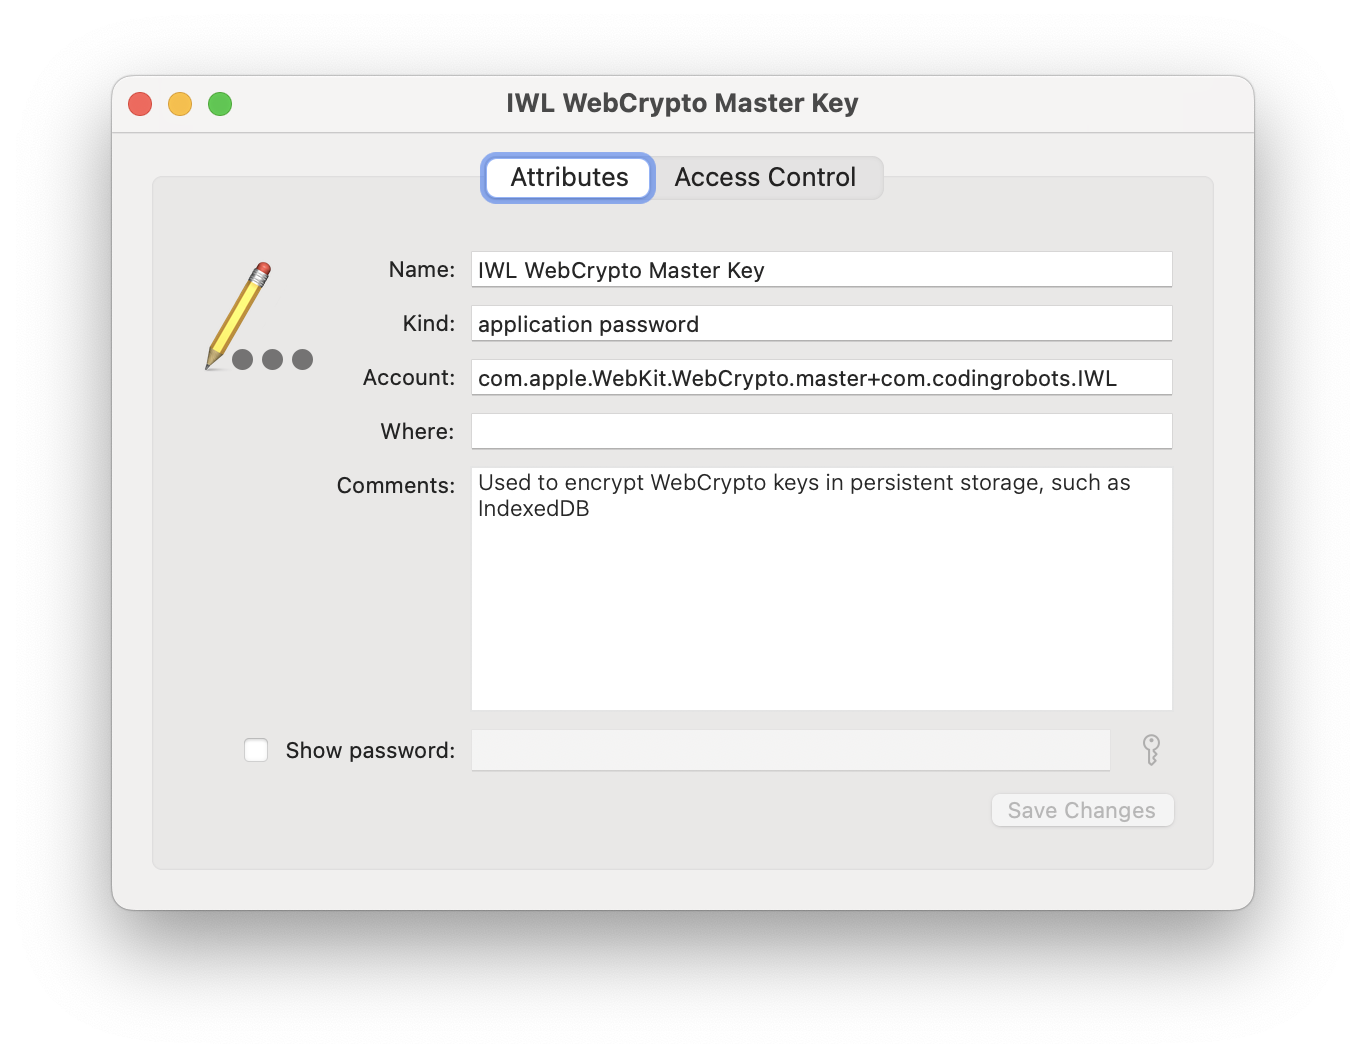 IWL WebCrypto Master Key
Attributes Access Control
Name: IWL WebCrypto Master Key
Kind: application password
Account: com.apple.WebKit.WebCrypto.master+com.codingrobots.IWL
Where:
Comments: Used to encrypt WebCrypto keys in persistent storage, such as
IndexedDB
Show password:
Save Changes